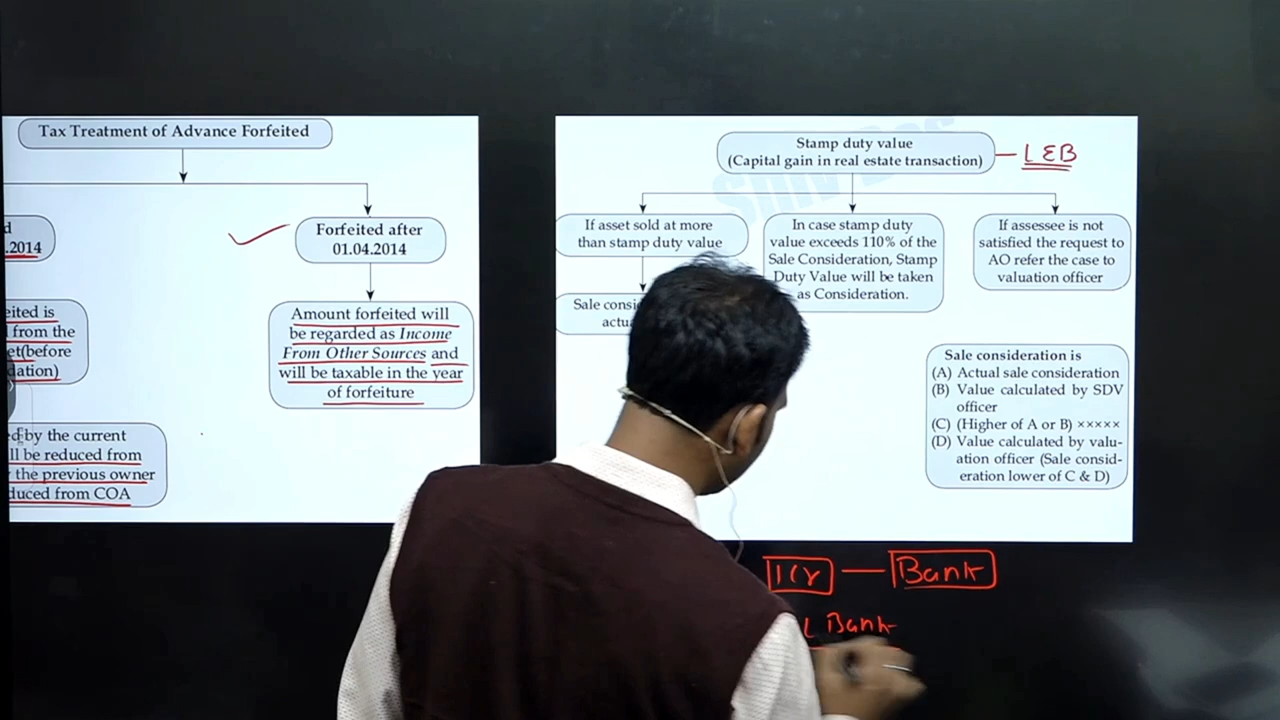 Tax Treatment of Advance Forfeited
.2014
Forfeited after
01.04.2014
eited is
from the
et(before
dation)
Amount forfeited will
be regarded as Income
From Other Sources and
will be taxable in the year
of forfeiture
ed by the current
ll be reduced from
the previous owner
duced from COA
Stamp duty value
(Capital gain in real estate transaction)
L&B
If asset sold at more
than stamp duty value
Sale consi
actu
In case stamp duty
value exceeds 110% of the
Sale Consideration, Stamp
Duty Value will be taken
as Consideration.
If assessee is not
satisfied the request to
AO refer the case to
valuation officer
Sale consideration is
(A) Actual sale consideration
(B) Value calculated by SDV
officer
(C) (Higher of A or B) ×××××
(D) Value calculated by valu-
ation officer (Sale consid-
eration lower of C & D)
1Cr — Bank
Bank